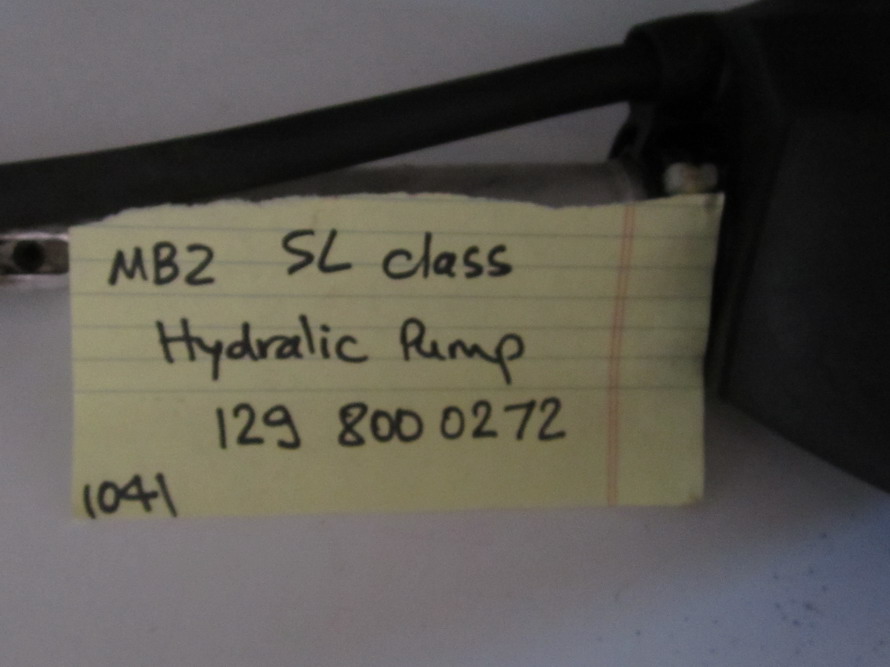 MBZ SL class
Hydralic Pump
129 800 0272
1041